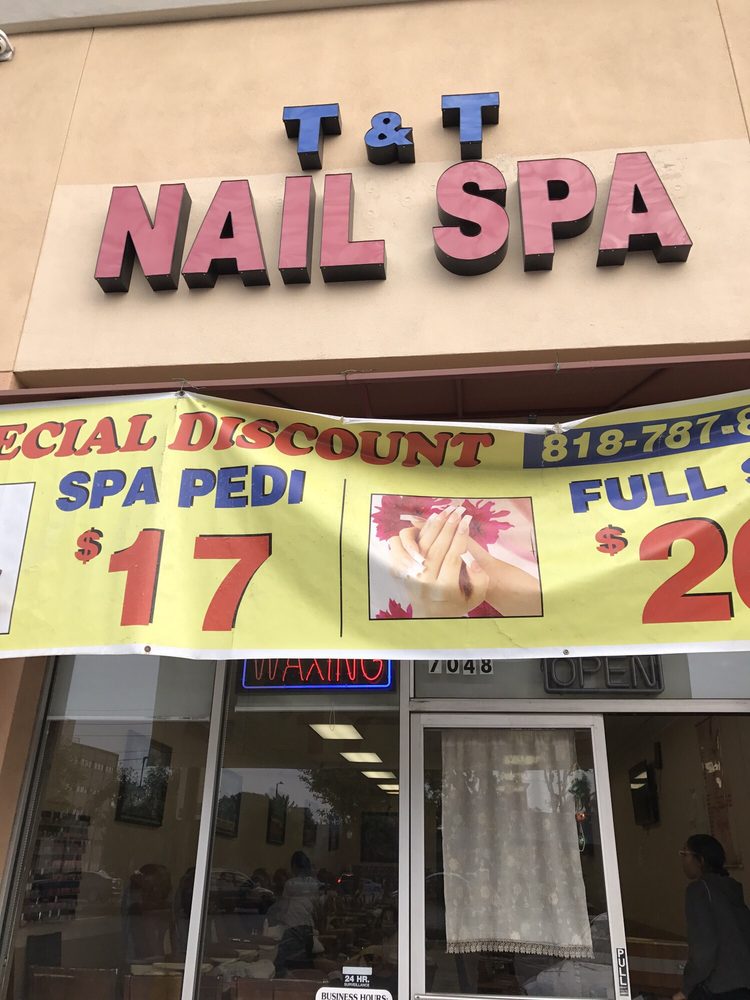 T & T
NAIL SPA
ECIAL DISCOUNT
818-787-8
SPA PEDI
$17
FULL S
$20
WAXING
7048
OPEN
PULL
24 HR.
SURVEILLANCE
BUSINESS HOURS: